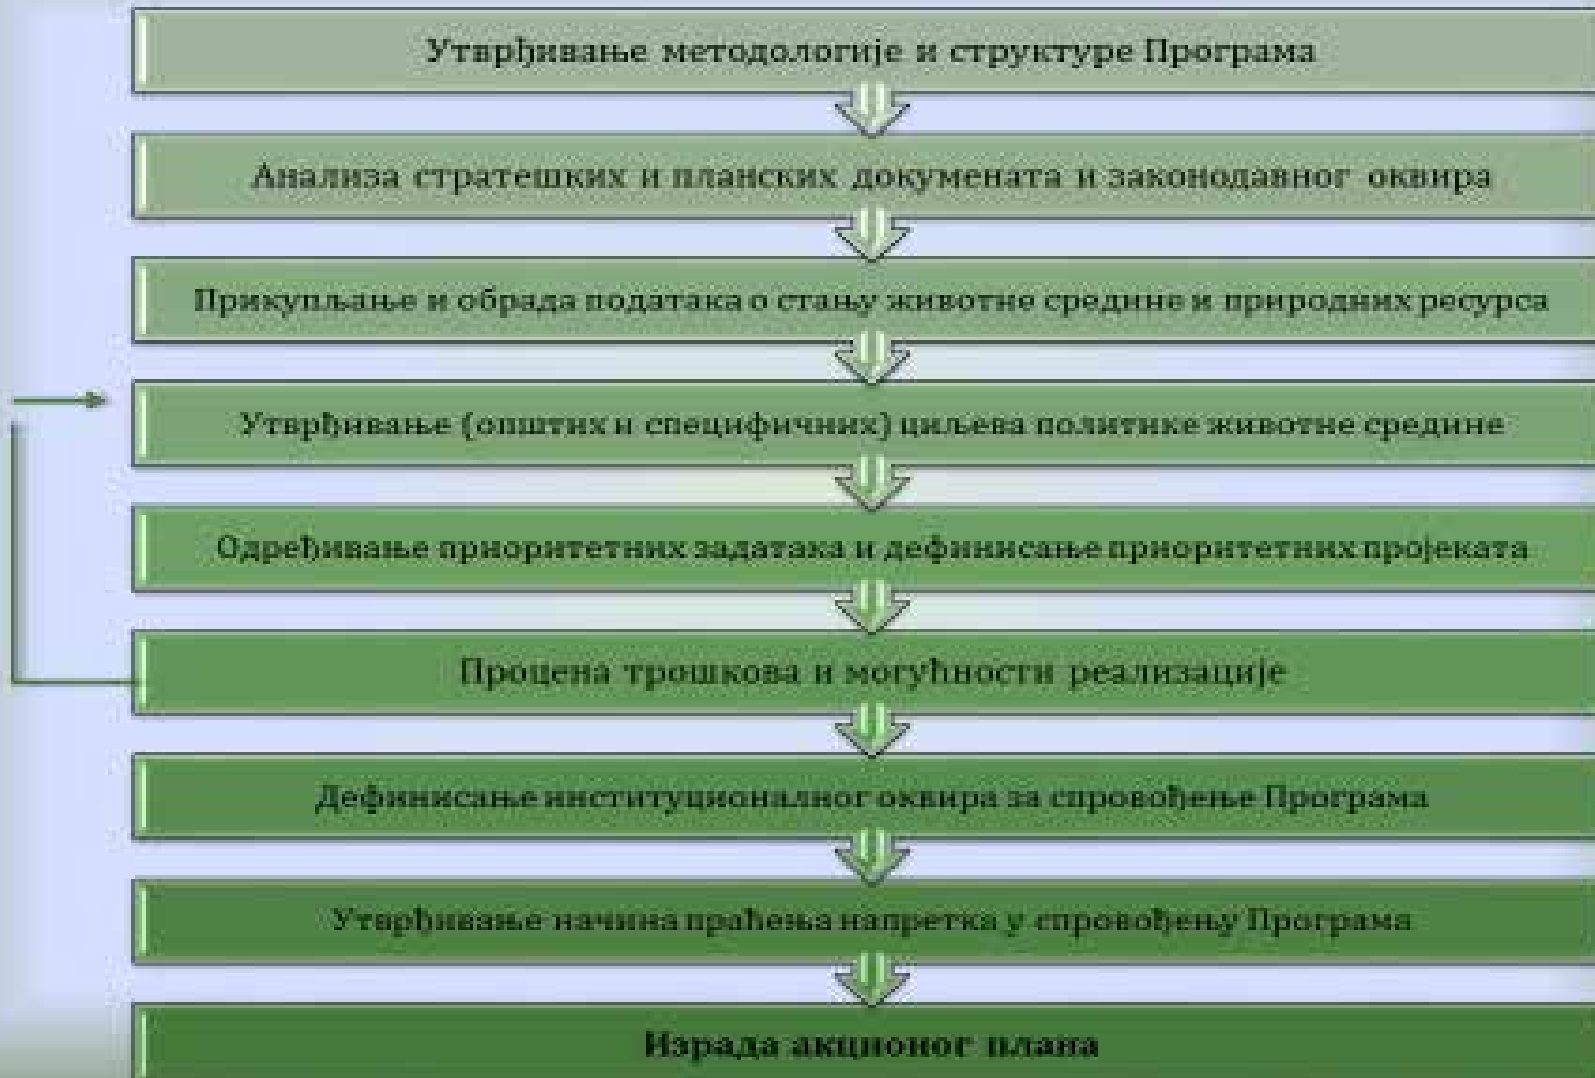 Утврђивање методологије и структуре Програма
Анализа стратешких и планских докумената и законодавног оквира
Прикупљање и обрада података о стању животне средине и природних ресурса
Утврђивање (општих и специфичних) циљева политике животне средине
Одређивање приоритетних задатака и дефинисање приоритетних пројеката
Процена трошкова и могућности реализације
Дефинисање институционалног оквира за спровођење Програма
Утврђивање начина праћења напретка у спровођењу Програма
Израда акционог плана